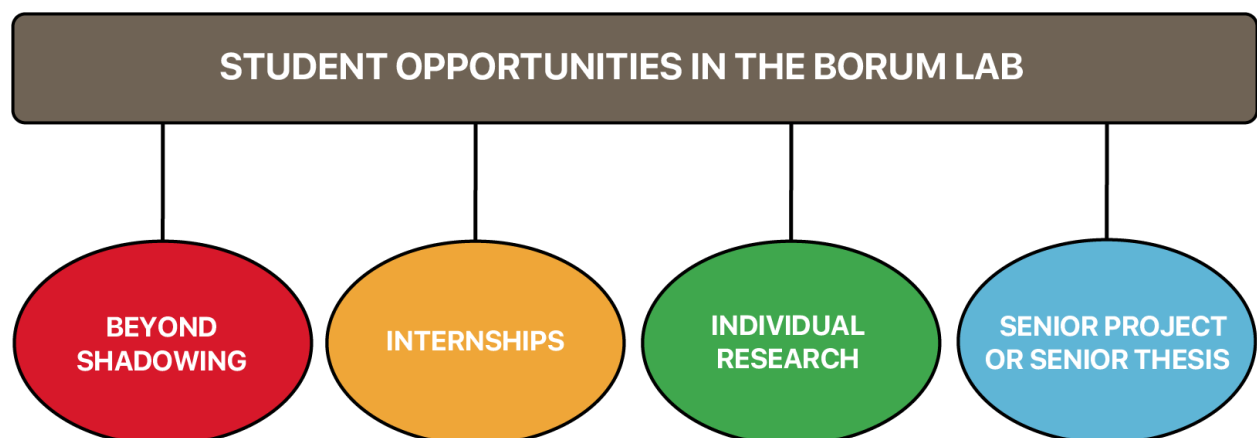 STUDENT OPPORTUNITIES IN THE BORUM LAB
BEYOND
SHADOWING
INTERNSHIPS
INDIVIDUAL
RESEARCH
SENIOR PROJECT
OR SENIOR THESIS